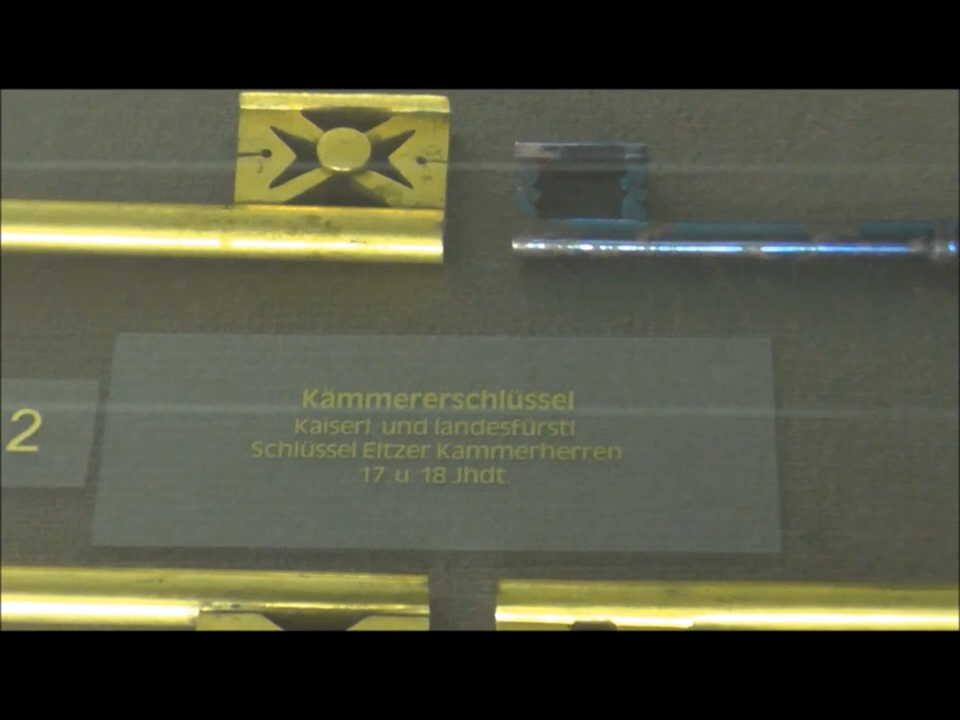 2
Kämmererschlüssel
Kaiserl. und landesfürstl
Schlüssel Eltzer Kammerherren
17 u. 18 Jhdt.